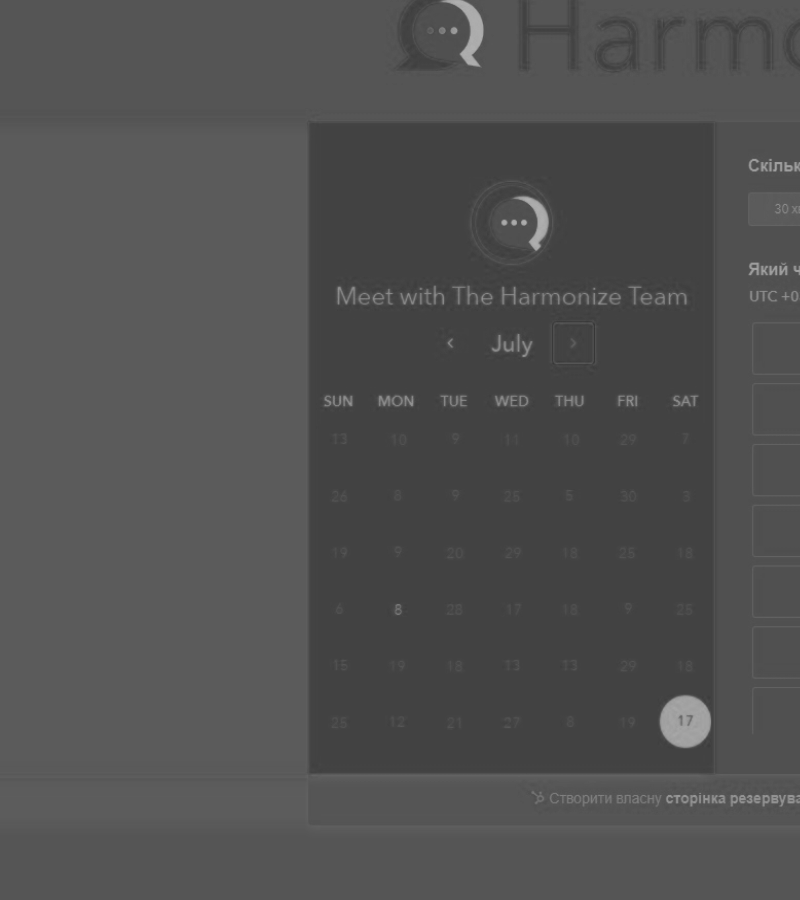 Harmo
Meet with The Harmonize Team
‹ July ›
SUN MON TUE WED THU FRI SAT
13 10 9 11 10 29 7
26 8 9 25 5 30 3
19 9 20 29 18 25 18
6 8 28 17 18 9 25
15 19 18 13 13 29 18
25 12 21 27 8 19 17
Скільк
30 хв
Який ч
UTC +0
Створити власну сторінка резервува